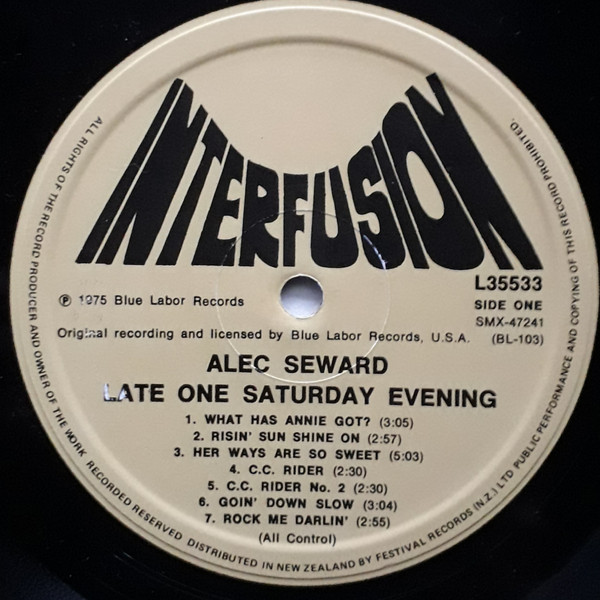 INTERFUSION
L35533
SIDE ONE
℗ 1975 Blue Labor Records
SMX-47241
Original recording and licensed by Blue Labor Records, U.S.A. (BL-103)
ALEC SEWARD
LATE ONE SATURDAY EVENING
1. WHAT HAS ANNIE GOT? (3:05)
2. RISIN' SUN SHINE ON (2:57)
3. HER WAYS ARE SO SWEET (5:03)
4. C.C. RIDER (2:30)
5. C.C. RIDER No. 2 (2:30)
6. GOIN' DOWN SLOW (3:04)
7. ROCK ME DARLIN' (2:55)
(All Control)
ALL RIGHTS OF THE RECORD PRODUCER AND OWNER OF THE WORK RECORDED RESERVED DISTRIBUTED IN NEW ZEALAND BY FESTIVAL RECORDS (N.Z.) LTD PUBLIC PERFORMANCE AND COPYING OF THIS RECORD PROHIBITED.